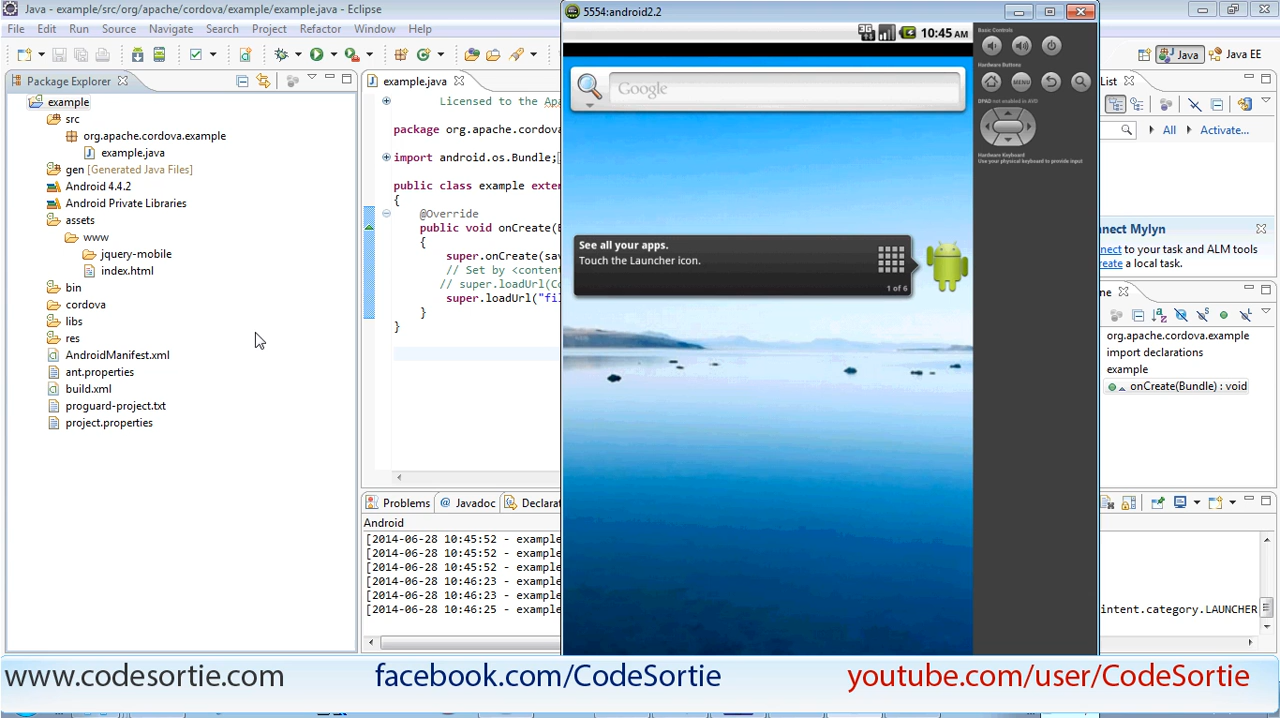 Java - example/src/org/apache/cordova/example/example.java - Eclipse
File Edit Run Source Navigate Search Project Refactor Window Help
Java
Java EE
Package Explorer
example
src
org.apache.cordova.example
example.java
gen [Generated Java Files]
Android 4.4.2
Android Private Libraries
assets
www
jquery-mobile
index.html
bin
cordova
libs
res
AndroidManifest.xml
ant.properties
build.xml
proguard-project.txt
project.properties
example.java
Licensed to the Apa
package org.apache.cordova
import android.os.Bundle;
public class example exter
{
@Override
public void onCreate(B
{
super.onCreate(sav
// Set by <content
// super.loadUrl(Co
super.loadUrl("fil
}
}
Problems @ Javadoc Declarat
Android
[2014-06-28 10:45:52 - example
[2014-06-28 10:45:52 - example
[2014-06-28 10:45:52 - example
[2014-06-28 10:46:23 - example
[2014-06-28 10:46:23 - example
[2014-06-28 10:46:25 - example
intent.category.LAUNCHER
5554:android2.2
3G
10:45 AM
Google
See all your apps.
Touch the Launcher icon.
1 of 6
Basic Controls
Hardware Buttons
MENU
DPAD not enabled in AVD
Hardware Keyboard
Use your physical keyboard to provide input
List
All
Activate...
nnect Mylyn
nect to your task and ALM tools
reate a local task.
ne
org.apache.cordova.example
import declarations
example
onCreate(Bundle) : void
www.codesortie.com facebook.com/CodeSortie youtube.com/user/CodeSortie